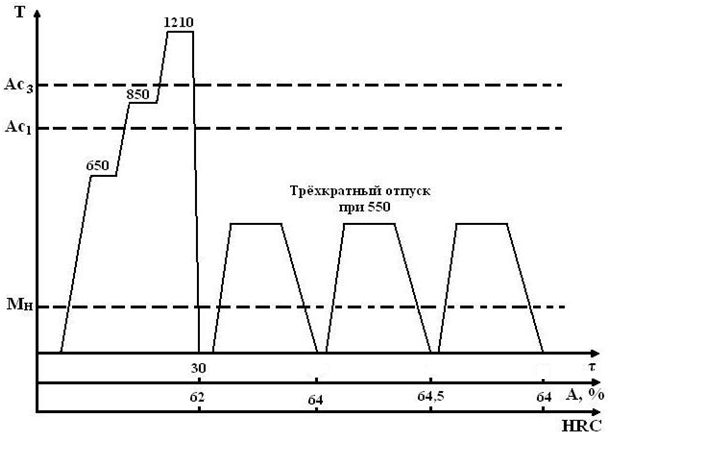 T
1210
Ac3
850
Ac1
650
Трёхкратный отпуск
при 550
Мн
30
τ
A, %
62
64
64,5
64
HRC